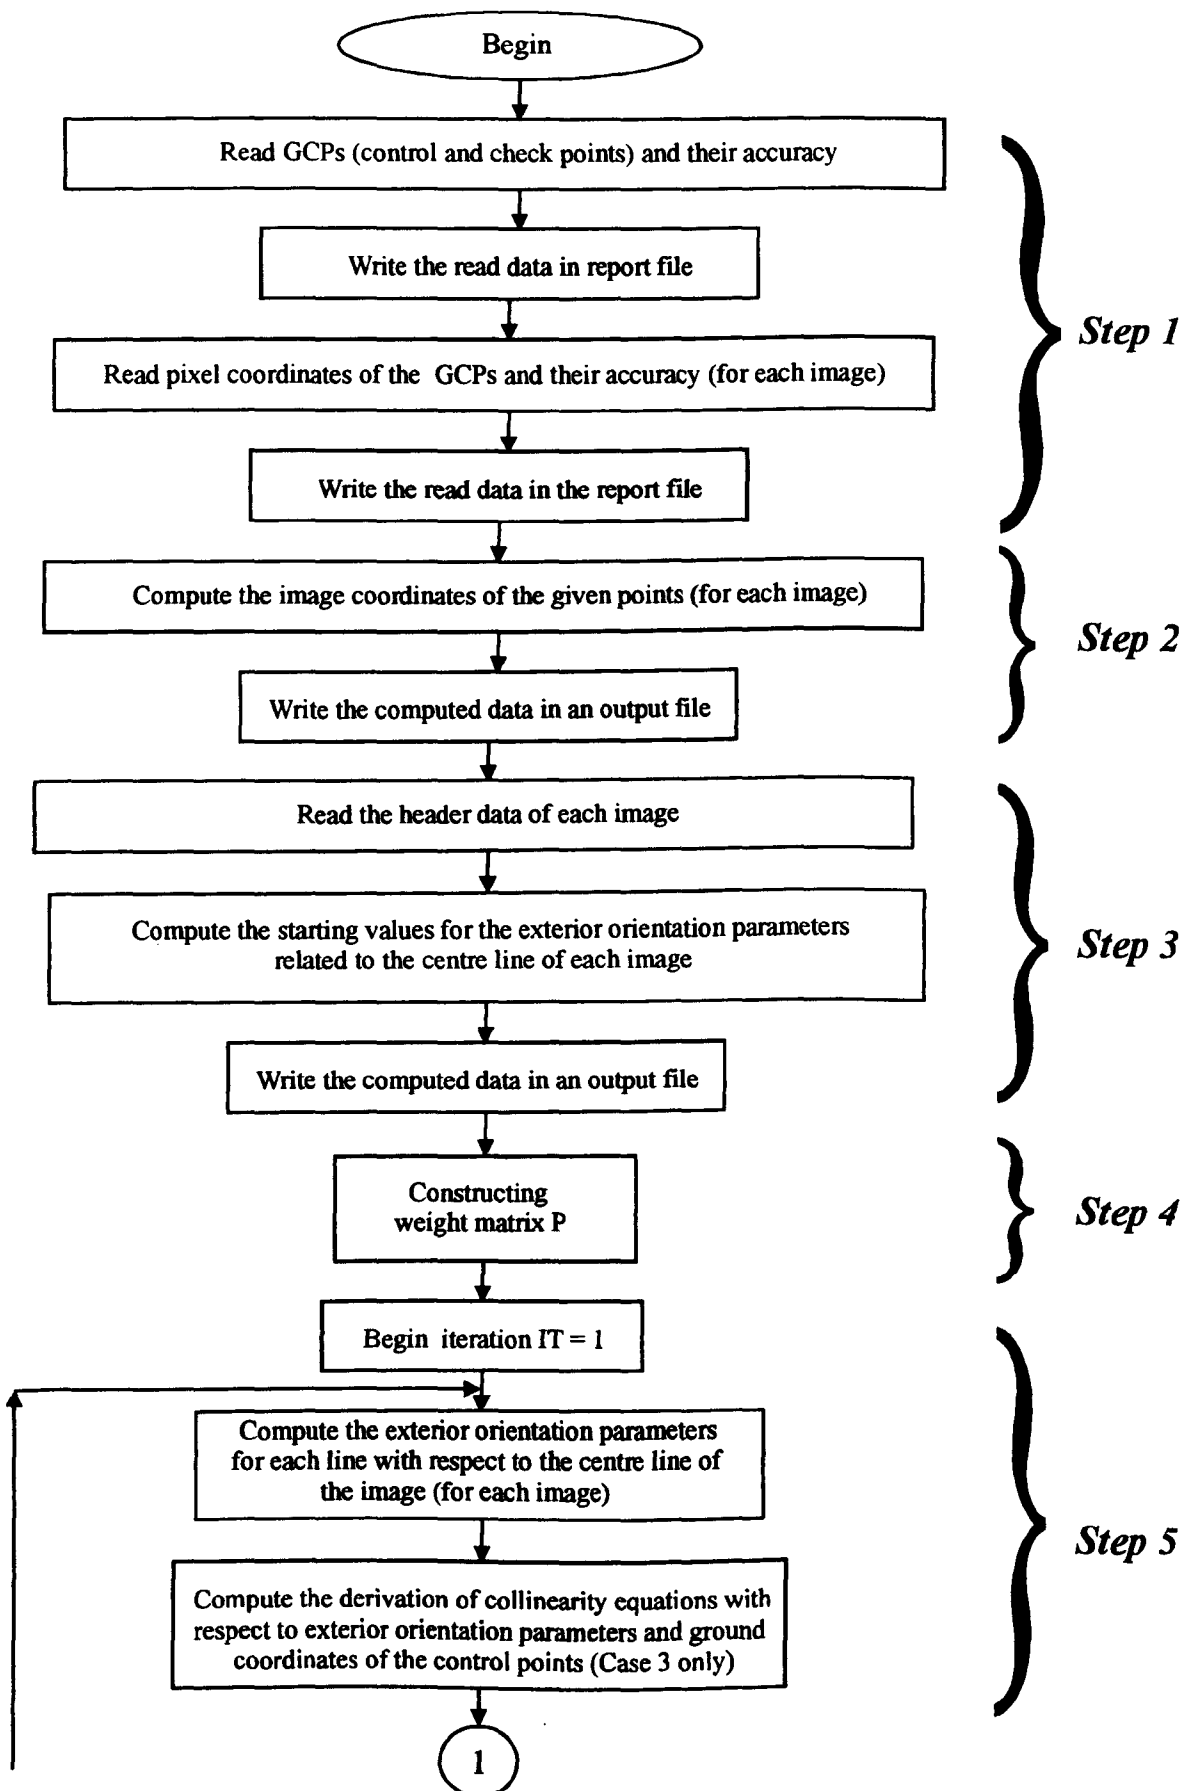 Begin
Read GCPs (control and check points) and their accuracy
Write the read data in report file
Step 1
Read pixel coordinates of the GCPs and their accuracy (for each image)
Write the read data in the report file
Compute the image coordinates of the given points (for each image)
Step 2
Write the computed data in an output file
Read the header data of each image
Compute the starting values for the exterior orientation parameters
related to the centre line of each image
Step 3
Write the computed data in an output file
Constructing
weight matrix P
Step 4
Begin iteration IT = 1
Compute the exterior orientation parameters
for each line with respect to the centre line of
the image (for each image)
Step 5
Compute the derivation of collinearity equations with
respect to exterior orientation parameters and ground
coordinates of the control points (Case 3 only)
1